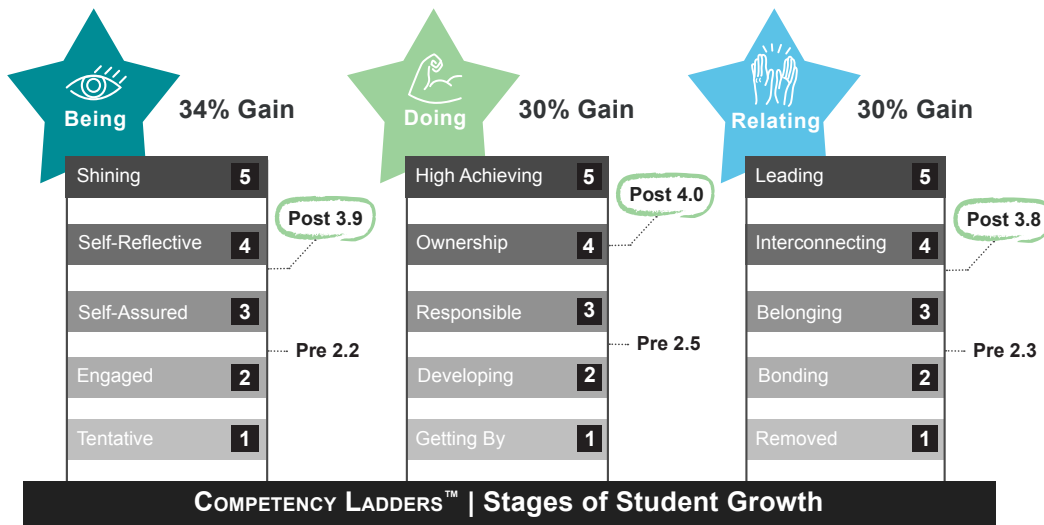 Being
34% Gain
Shining 5
Post 3.9
Self-Reflective 4
Self-Assured 3
Pre 2.2
Engaged 2
Tentative 1
Doing
30% Gain
High Achieving 5
Post 4.0
Ownership 4
Responsible 3
Pre 2.5
Developing 2
Getting By 1
Relating
30% Gain
Leading 5
Post 3.8
Interconnecting 4
Belonging 3
Pre 2.3
Bonding 2
Removed 1
COMPETENCY LADDERS™ | Stages of Student Growth